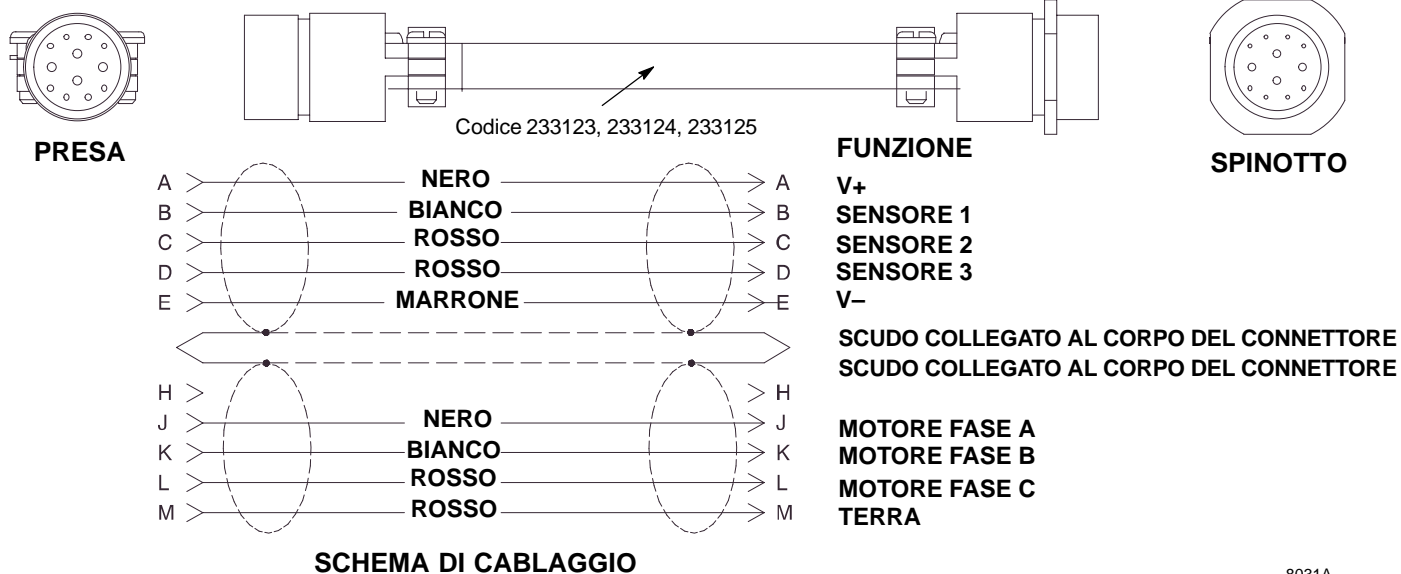 Codice 233123, 233124, 233125
PRESA
FUNZIONE
SPINOTTO
A NERO A V+
B BIANCO B SENSORE 1
C ROSSO C SENSORE 2
D ROSSO D SENSORE 3
E MARRONE E V–
SCUDO COLLEGATO AL CORPO DEL CONNETTORE
SCUDO COLLEGATO AL CORPO DEL CONNETTORE
H H
J NERO J MOTORE FASE A
K BIANCO K MOTORE FASE B
L ROSSO L MOTORE FASE C
M ROSSO M TERRA
SCHEMA DI CABLAGGIO
8031A